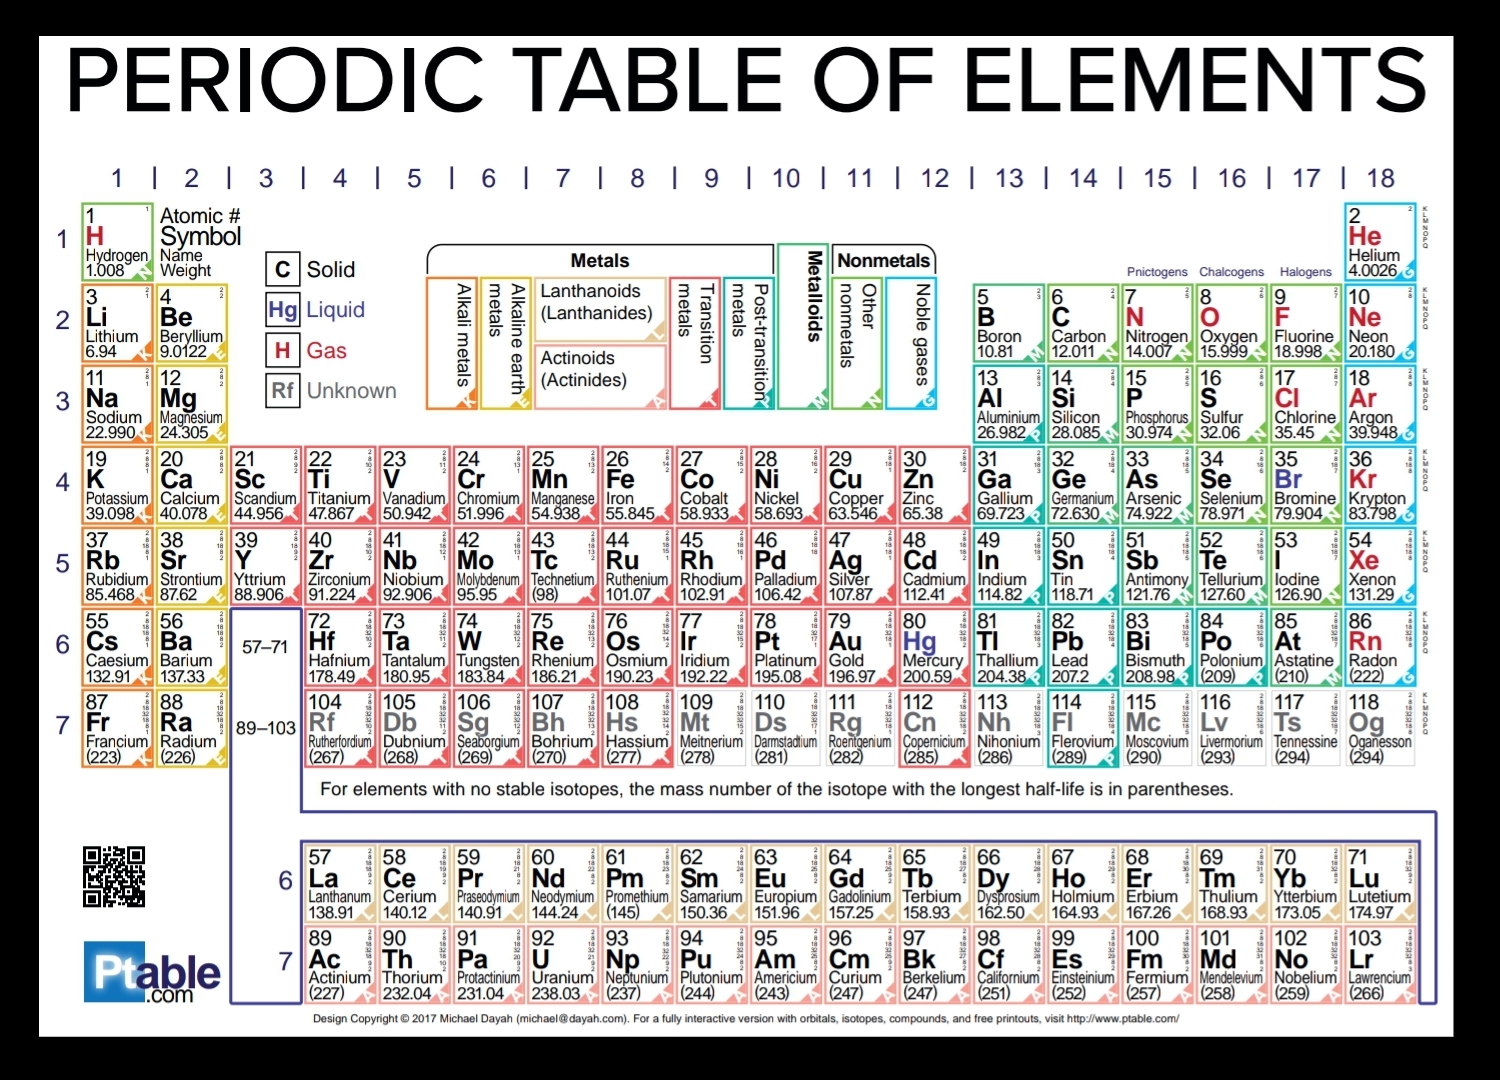 PERIODIC TABLE OF ELEMENTS
1 | 2 | 3 | 4 | 5 | 6 | 7 | 8 | 9 | 10 | 11 | 12 | 13 | 14 | 15 | 16 | 17 | 18
1
1 H Hydrogen 1.008
Atomic # Symbol Name Weight
C Solid
Hg Liquid
H Gas
Rf Unknown
Metals
Metalloids
Nonmetals
Alkali metals
Alkaline earth metals
Lanthanoids (Lanthanides)
Actinoids (Actinides)
Transition metals
Post-transition metals
Other nonmetals
Noble gases
Pnictogens Chalcogens Halogens
2 He Helium 4.0026
K L M N O P Q
2
3 Li Lithium 6.94
4 Be Beryllium 9.0122
5 B Boron 10.81
6 C Carbon 12.011
7 N Nitrogen 14.007
8 O Oxygen 15.999
9 F Fluorine 18.998
10 Ne Neon 20.180
3
11 Na Sodium 22.990
12 Mg Magnesium 24.305
13 Al Aluminium 26.982
14 Si Silicon 28.085
15 P Phosphorus 30.974
16 S Sulfur 32.06
17 Cl Chlorine 35.45
18 Ar Argon 39.948
4
19 K Potassium 39.098
20 Ca Calcium 40.078
21 Sc Scandium 44.956
22 Ti Titanium 47.867
23 V Vanadium 50.942
24 Cr Chromium 51.996
25 Mn Manganese 54.938
26 Fe Iron 55.845
27 Co Cobalt 58.933
28 Ni Nickel 58.693
29 Cu Copper 63.546
30 Zn Zinc 65.38
31 Ga Gallium 69.723
32 Ge Germanium 72.630
33 As Arsenic 74.922
34 Se Selenium 78.971
35 Br Bromine 79.904
36 Kr Krypton 83.798
5
37 Rb Rubidium 85.468
38 Sr Strontium 87.62
39 Y Yttrium 88.906
40 Zr Zirconium 91.224
41 Nb Niobium 92.906
42 Mo Molybdenum 95.95
43 Tc Technetium (98)
44 Ru Ruthenium 101.07
45 Rh Rhodium 102.91
46 Pd Palladium 106.42
47 Ag Silver 107.87
48 Cd Cadmium 112.41
49 In Indium 114.82
50 Sn Tin 118.71
51 Sb Antimony 121.76
52 Te Tellurium 127.60
53 I Iodine 126.90
54 Xe Xenon 131.29
6
55 Cs Caesium 132.91
56 Ba Barium 137.33
57–71
72 Hf Hafnium 178.49
73 Ta Tantalum 180.95
74 W Tungsten 183.84
75 Re Rhenium 186.21
76 Os Osmium 190.23
77 Ir Iridium 192.22
78 Pt Platinum 195.08
79 Au Gold 196.97
80 Hg Mercury 200.59
81 Tl Thallium 204.38
82 Pb Lead 207.2
83 Bi Bismuth 208.98
84 Po Polonium (209)
85 At Astatine (210)
86 Rn Radon (222)
7
87 Fr Francium (223)
88 Ra Radium (226)
89–103
104 Rf Rutherfordium (267)
105 Db Dubnium (268)
106 Sg Seaborgium (269)
107 Bh Bohrium (270)
108 Hs Hassium (277)
109 Mt Meitnerium (278)
110 Ds Darmstadtium (281)
111 Rg Roentgenium (282)
112 Cn Copernicium (285)
113 Nh Nihonium (286)
114 Fl Flerovium (289)
115 Mc Moscovium (290)
116 Lv Livermorium (293)
117 Ts Tennessine (294)
118 Og Oganesson (294)
For elements with no stable isotopes, the mass number of the isotope with the longest half-life is in parentheses.
6
57 La Lanthanum 138.91
58 Ce Cerium 140.12
59 Pr Praseodymium 140.91
60 Nd Neodymium 144.24
61 Pm Promethium (145)
62 Sm Samarium 150.36
63 Eu Europium 151.96
64 Gd Gadolinium 157.25
65 Tb Terbium 158.93
66 Dy Dysprosium 162.50
67 Ho Holmium 164.93
68 Er Erbium 167.26
69 Tm Thulium 168.93
70 Yb Ytterbium 173.05
71 Lu Lutetium 174.97
7
89 Ac Actinium (227)
90 Th Thorium 232.04
91 Pa Protactinium 231.04
92 U Uranium 238.03
93 Np Neptunium (237)
94 Pu Plutonium (244)
95 Am Americium (243)
96 Cm Curium (247)
97 Bk Berkelium (247)
98 Cf Californium (251)
99 Es Einsteinium (252)
100 Fm Fermium (257)
101 Md Mendelevium (258)
102 No Nobelium (259)
103 Lr Lawrencium (266)
Ptable
.com
Design Copyright © 2017 Michael Dayah (michael@dayah.com). For a fully interactive version with orbitals, isotopes, compounds, and free printouts, visit http://www.ptable.com/